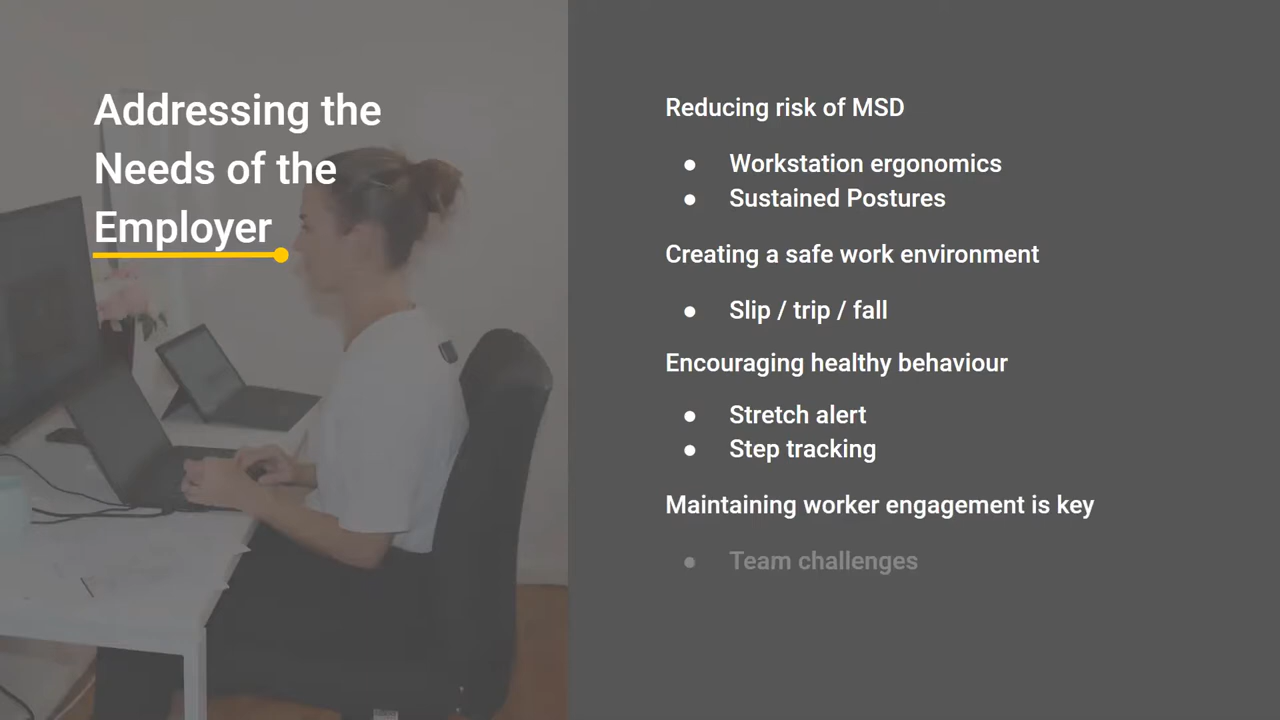 Addressing the
Needs of the
Employer
Reducing risk of MSD
● Workstation ergonomics
● Sustained Postures
Creating a safe work environment
● Slip / trip / fall
Encouraging healthy behaviour
● Stretch alert
● Step tracking
Maintaining worker engagement is key
● Team challenges